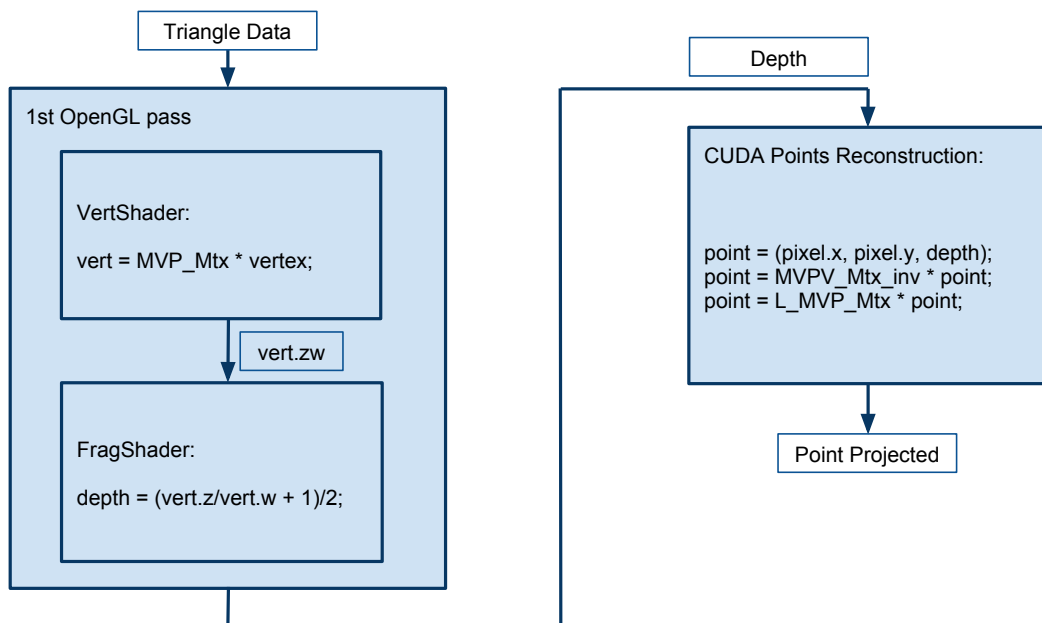 Triangle Data
1st OpenGL pass
VertShader:
vert = MVP_Mtx * vertex;
vert.zw
FragShader:
depth = (vert.z/vert.w + 1)/2;
Depth
CUDA Points Reconstruction:
point = (pixel.x, pixel.y, depth);
point = MVPV_Mtx_inv * point;
point = L_MVP_Mtx * point;
Point Projected